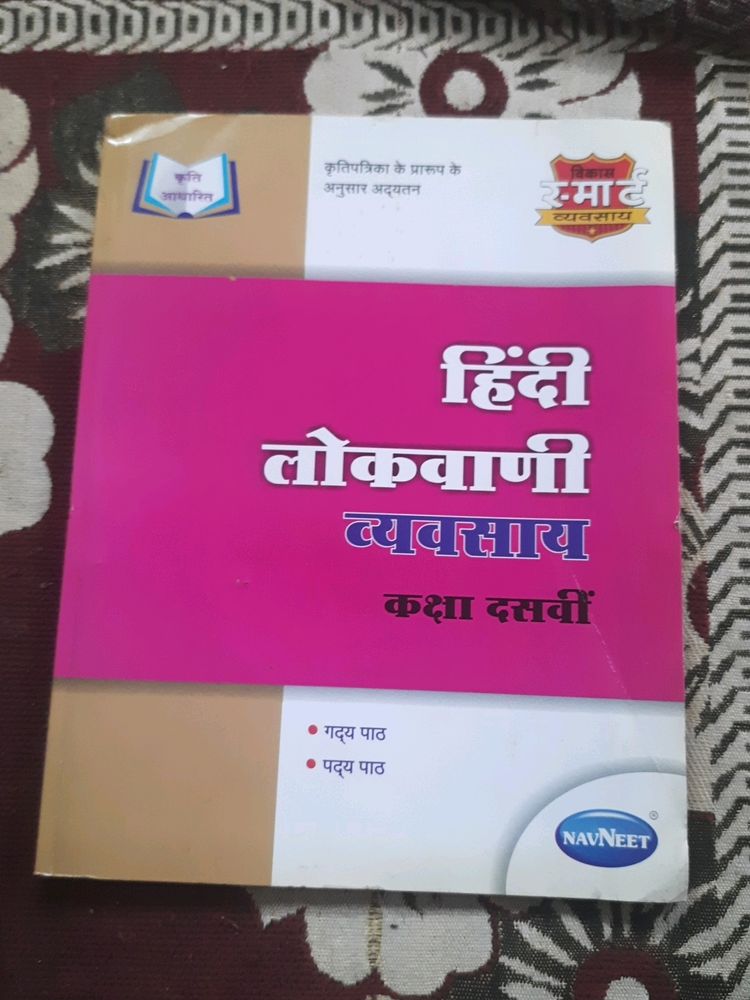 कृति
आधारित
कृतिपत्रिका के प्रारूप के
अनुसार अद्‌यतन
विकास
स्मार्ट
व्यवसाय
हिंदी
लोकवाणी
व्यवसाय
कक्षा दसवीं
• गद्‌य पाठ
• पद्‌य पाठ
NAVNEET
®